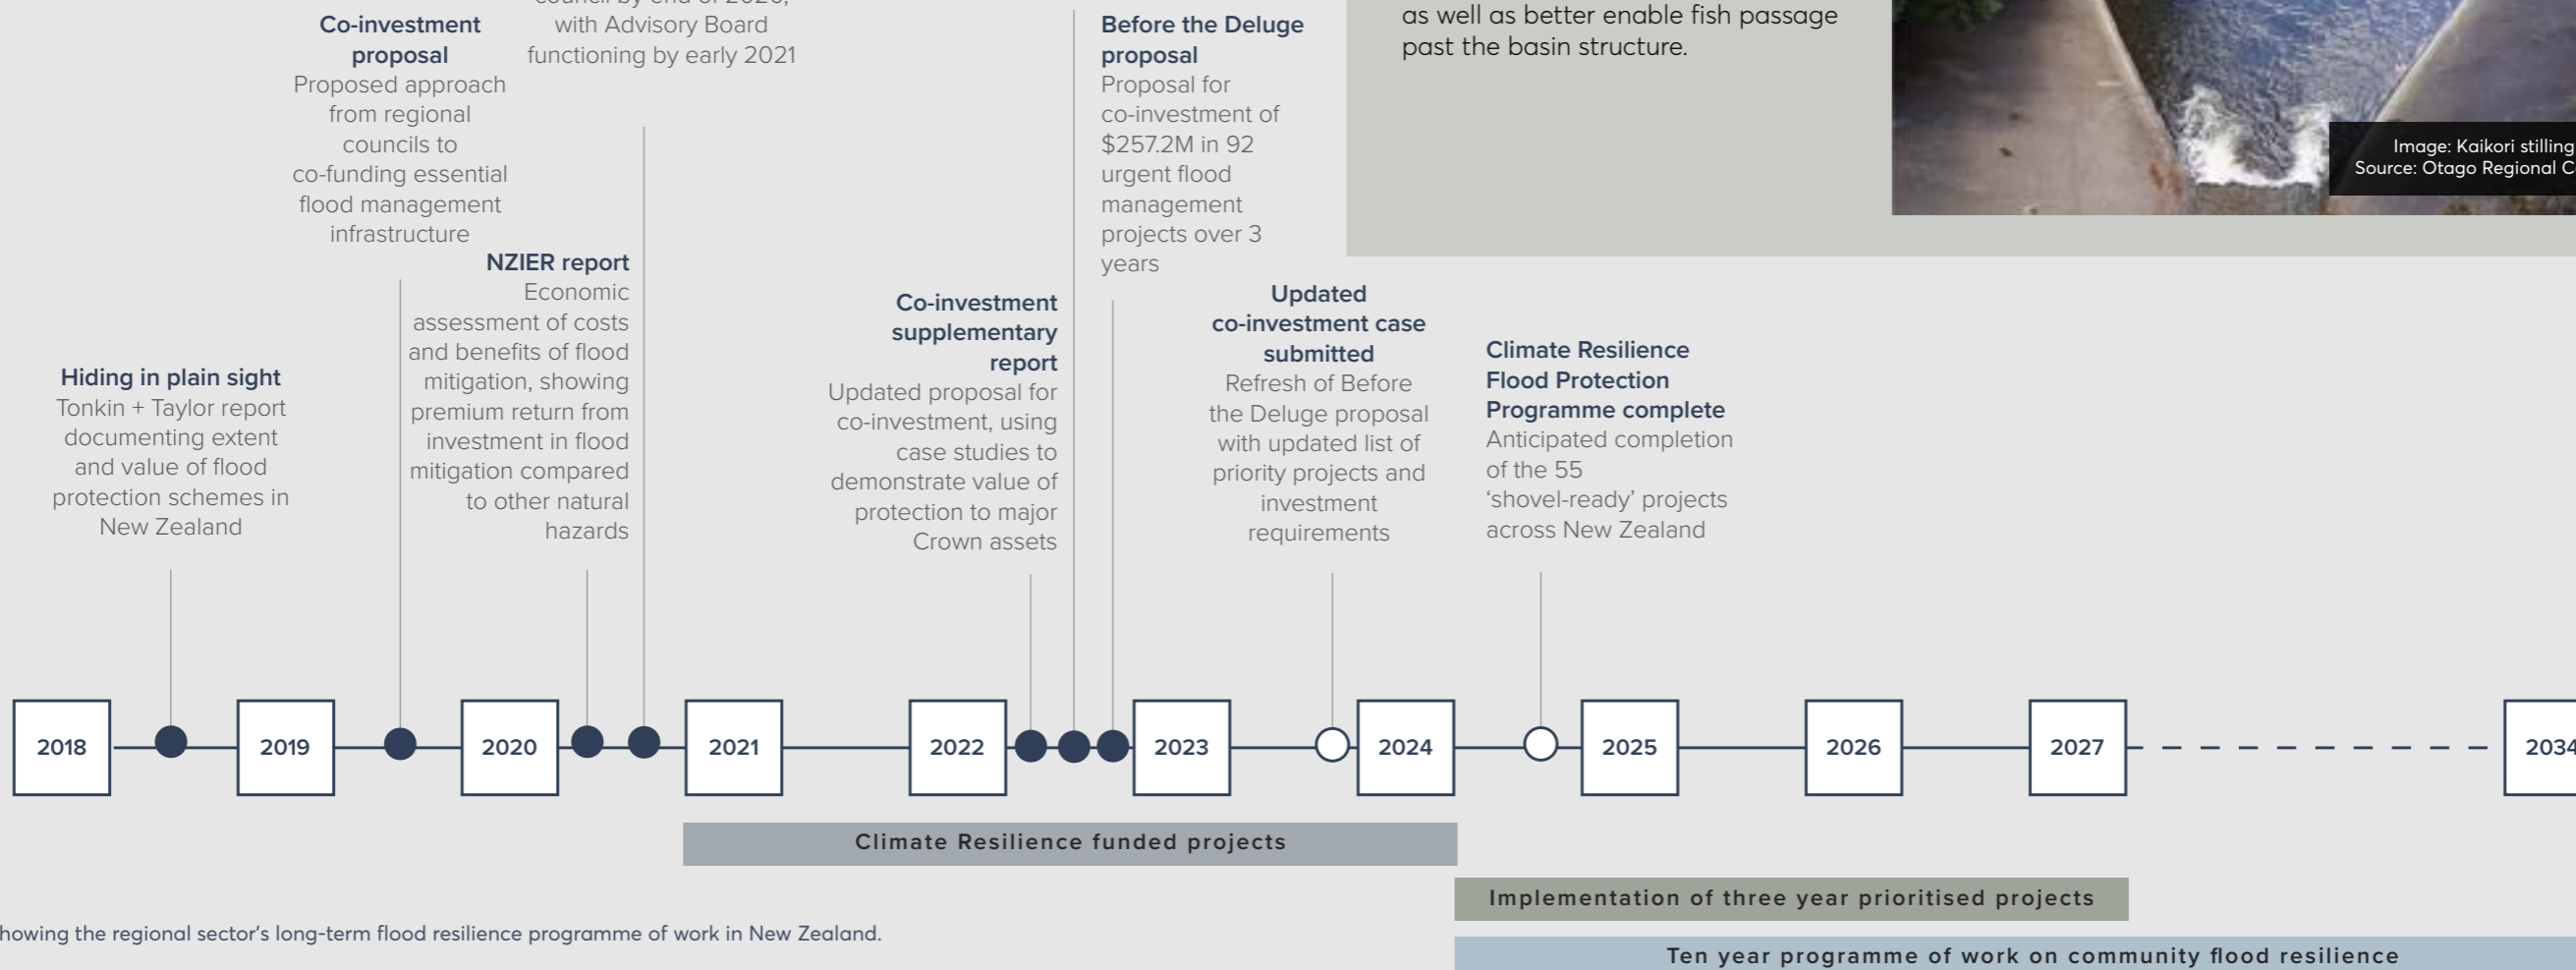 Co-investment
proposal
Proposed approach
from regional
councils to
co-funding essential
flood management
infrastructure
council by end of 2020,
with Advisory Board
functioning by early 2021
Before the Deluge
proposal
Proposal for
co-investment of
$257.2M in 92
urgent flood
management
projects over 3
years
as well as better enable fish passage
past the basin structure.
Image: Kaikori stilling
Source: Otago Regional C
Hiding in plain sight
Tonkin + Taylor report
documenting extent
and value of flood
protection schemes in
New Zealand
NZIER report
Economic
assessment of costs
and benefits of flood
mitigation, showing
premium return from
investment in flood
mitigation compared
to other natural
hazards
Co-investment
supplementary
report
Updated proposal for
co-investment, using
case studies to
demonstrate value of
protection to major
Crown assets
Updated
co-investment case
submitted
Refresh of Before
the Deluge proposal
with updated list of
priority projects and
investment
requirements
Climate Resilience
Flood Protection
Programme complete
Anticipated completion
of the 55
‘shovel-ready’ projects
across New Zealand
2018
2019
2020
2021
2022
2023
2024
2025
2026
2027
2034
Climate Resilience funded projects
Implementation of three year prioritised projects
Ten year programme of work on community flood resilience
howing the regional sector's long-term flood resilience programme of work in New Zealand.